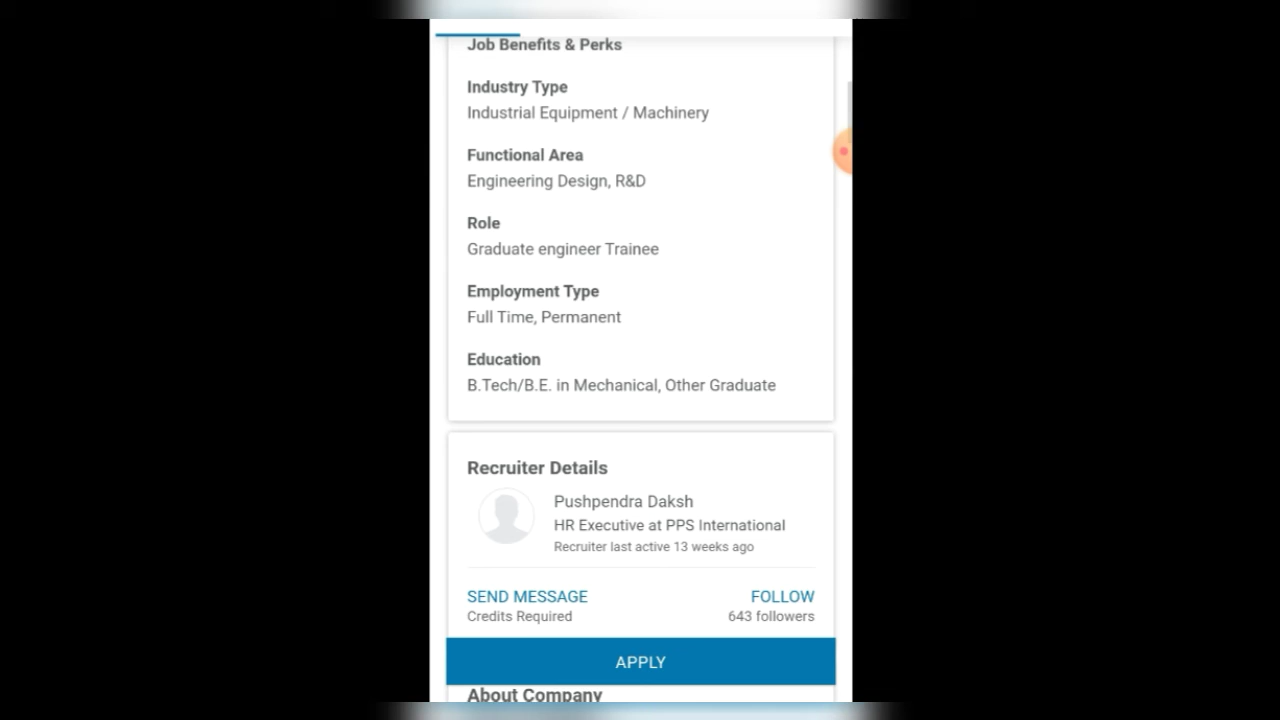 Job Benefits & Perks
Industry Type
Industrial Equipment / Machinery
Functional Area
Engineering Design, R&D
Role
Graduate engineer Trainee
Employment Type
Full Time, Permanent
Education
B.Tech/B.E. in Mechanical, Other Graduate
Recruiter Details
Pushpendra Daksh
HR Executive at PPS International
Recruiter last active 13 weeks ago
SEND MESSAGE FOLLOW
Credits Required 643 followers
APPLY
About Company